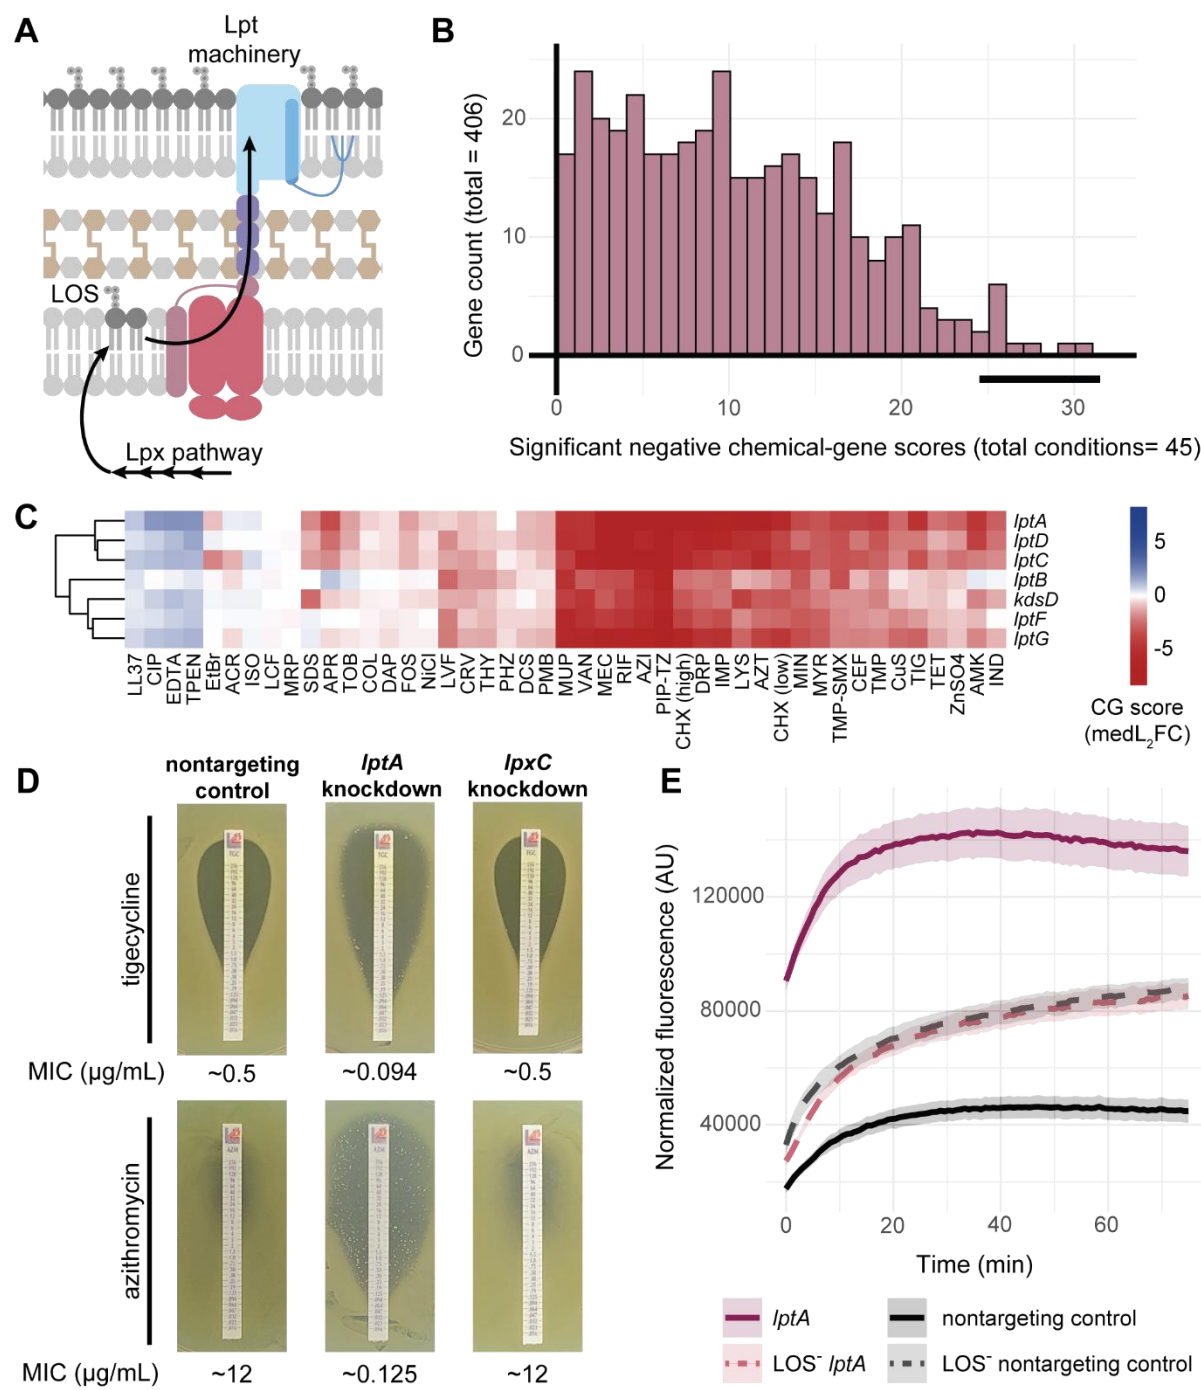 A
Lpt
machinery
LOS
Lpx pathway
B
Gene count (total = 406)
20
10
0
0
10
20
30
Significant negative chemical-gene scores (total conditions= 45)
C
lptA
lptD
lptC
lptB
kdsD
lptF
lptG
LL37
CIP
EDTA
TPEN
EtBr
ACR
ISO
LCF
MRP
SDS
APR
TOB
COL
DAP
FOS
NiCl
LVF
CRV
THY
PHZ
DCS
PMB
MUP
VAN
MEC
RIF
AZI
PIP-TZ
CHX (high)
DRP
IMP
LYS
AZT
CHX (low)
MIN
MYR
TMP-SMX
CEF
TMP
CuS
TIG
TET
ZnSO4
AMK
IND
5
0
-5
CG score
(medL2FC)
D
nontargeting
control
lptA
knockdown
lpxC
knockdown
tigecycline
TGC
TGC
TGC
MIC (µg/mL)
~0.5
~0.094
~0.5
azithromycin
AZM
AZM
AZM
MIC (µg/mL)
~12
~0.125
~12
E
Normalized fluorescence (AU)
120000
80000
40000
0
20
40
60
Time (min)
lptA
nontargeting control
LOS- lptA
LOS- nontargeting control